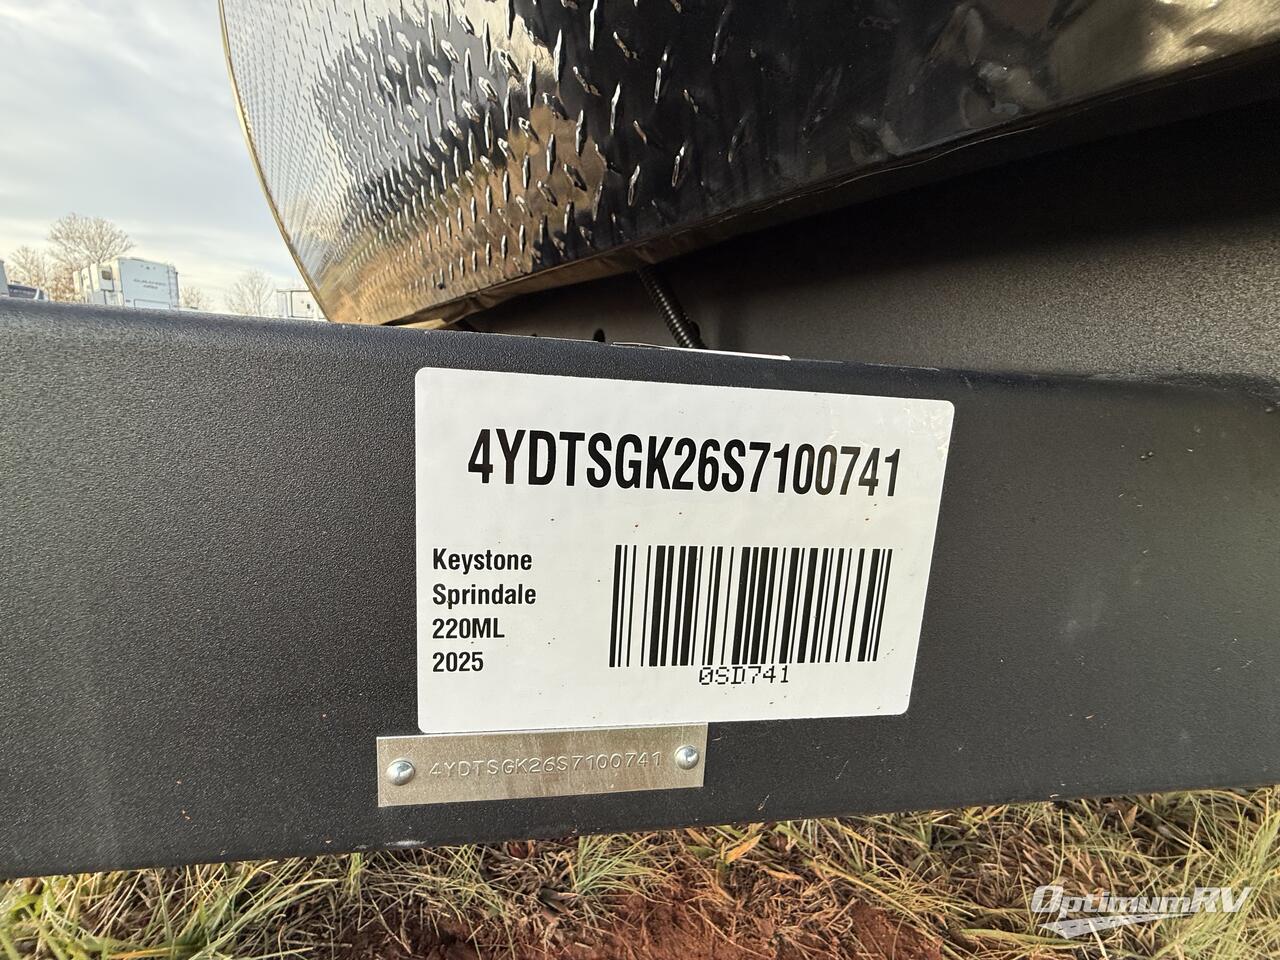 4YDTSGK26S7100741
Keystone
Sprindale
220ML
2025
0SD741
4YDTSGK26S7100741
OptimumRV